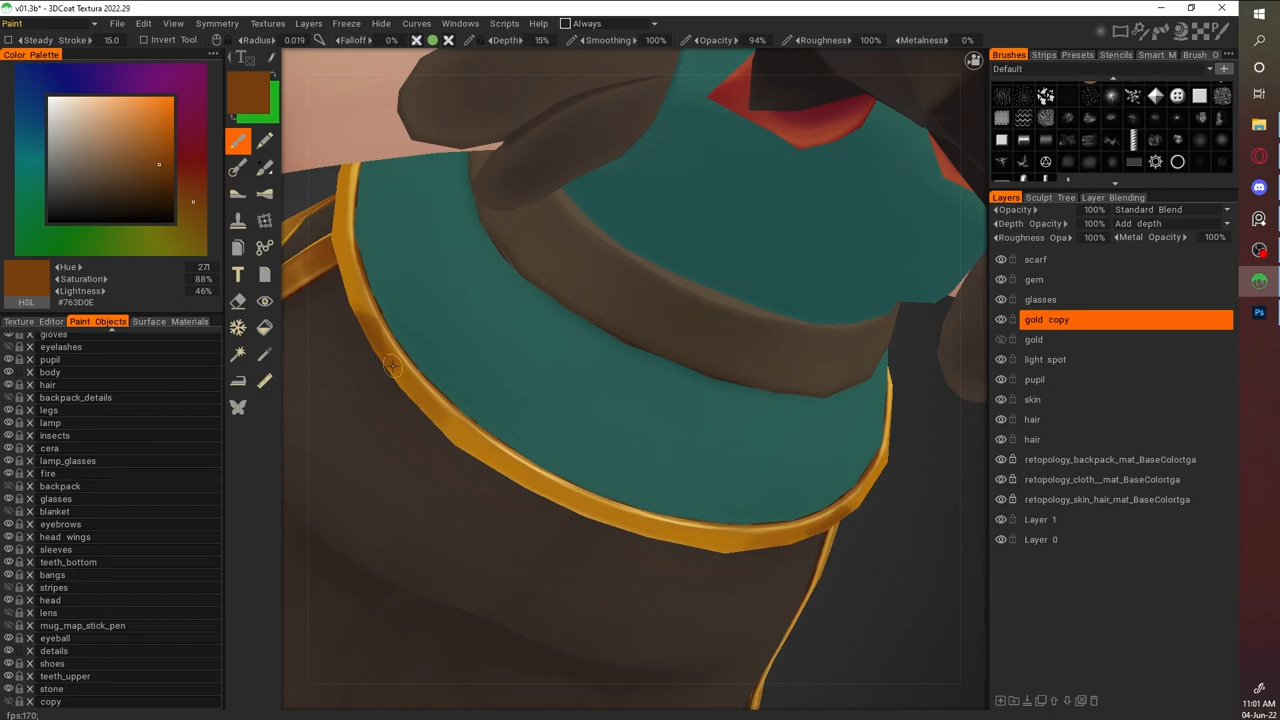 v01.3b* - 3DCoat Textura 2022.29
Paint File Edit View Symmetry Textures Layers Freeze Hide Curves Windows Scripts Help Always
Steady Stroke 15.0 Invert Tool Radius 0.019 Falloff 0% Depth 15% Smoothing 100% Opacity 94% Roughness 100% Metalness 0%
Color Palette
Hue 271
Saturation 88%
Lightness 46%
HSL #763D0E
Texture Editor Paint Objects Surface Materials
gloves
eyelashes
pupil
body
hair
backpack_details
legs
lamp
insects
cera
lamp_glasses
fire
backpack
glasses
blanket
eyebrows
head wings
sleeves
teeth_bottom
bangs
stripes
head
lens
mug_map_stick_pen
eyeball
details
shoes
teeth_upper
stone
copy
fps:170;
Brushes Strips Presets Stencils Smart M Brush O
Default
Layers Sculpt Tree Layer Blending
Opacity 100% Standard Blend
Depth Opacity 100% Add depth
Roughness Opa 100% Metal Opacity 100%
scarf
gem
glasses
gold copy
gold
light spot
pupil
skin
hair
hair
retopology_backpack_mat_BaseColortga
retopology_cloth__mat_BaseColortga
retopology_skin_hair_mat_BaseColortga
Layer 1
Layer 0
Ps
11:01 AM
04-Jun-22